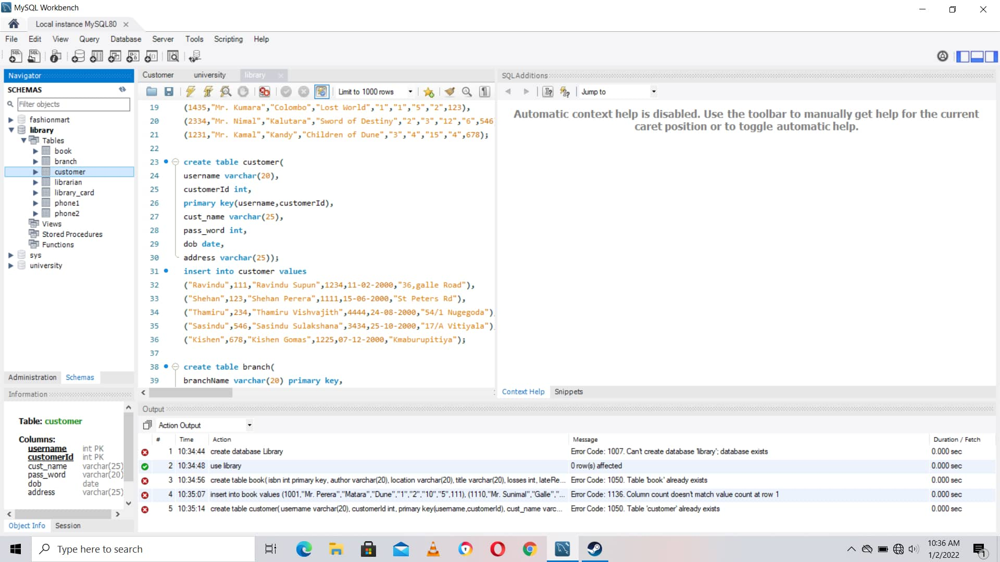 MySQL Workbench
Local instance MySQL80
File Edit View Query Database Server Tools Scripting Help
Navigator
SCHEMAS
Filter objects
fashionmart
library
Tables
book
branch
customer
librarian
library_card
phone1
phone2
Views
Stored Procedures
Functions
sys
university
Administration Schemas
Information
Table: customer
Columns:
username int PK
customerId int PK
cust_name varchar(25)
pass_word varchar(20)
dob date
address varchar(25)
Object Info Session
Customer university library
Limit to 1000 rows
19 (1435,"Mr. Kumara","Colombo","Lost World","1","1","5","2",123),
20 (2334,"Mr. Nimal","Kalutara","Sword of Destiny","2","3","12","6",546
21 (1231,"Mr. Kamal","Kandy","Children of Dune","3","4","15","4",678);
22
23 create table customer(
24 username varchar(20),
25 customerId int,
26 primary key(username,customerId),
27 cust_name varchar(25),
28 pass_word int,
29 dob date,
30 address varchar(25));
31 insert into customer values
32 ("Ravindu",111,"Ravindu Supun",1234,11-02-2000,"36,galle Road"),
33 ("Shehan",123,"Shehan Perera",1111,15-06-2000,"St Peters Rd"),
34 ("Thamiru",234,"Thamiru Vishvajith",4444,24-08-2000,"54/1 Nugegoda")
35 ("Sasindu",546,"Sasindu Sulakshana",3434,25-10-2000,"17/A Vitiyala")
36 ("Kishen",678,"Kishen Gomas",1225,07-12-2000,"Kmaburupitiya");
37
38 create table branch(
39 branchName varchar(20) primary key,
SQLAdditions
Jump to
Automatic context help is disabled. Use the toolbar to manually get help for the current
caret position or to toggle automatic help.
Context Help Snippets
Output
Action Output
# Time Action Message Duration / Fetch
1 10:34:44 create database Library Error Code: 1007. Can't create database 'library'; database exists 0.000 sec
2 10:34:48 use library 0 row(s) affected 0.000 sec
3 10:34:56 create table book( isbn int primary key, author varchar(20), location varchar(20), title varchar(20), losses int, lateRe... Error Code: 1050. Table 'book' already exists 0.000 sec
4 10:35:07 insert into book values (1001,"Mr. Perera","Matara","Dune","1","2","10","5",111), (1110,"Mr. Sunimal","Galle","... Error Code: 1136. Column count doesn't match value count at row 1 0.000 sec
5 10:35:14 create table customer( username varchar(20), customerId int, primary key(username,customerId), cust_name varc... Error Code: 1050. Table 'customer' already exists 0.000 sec
Type here to search
10:36 AM
1/2/2022
1